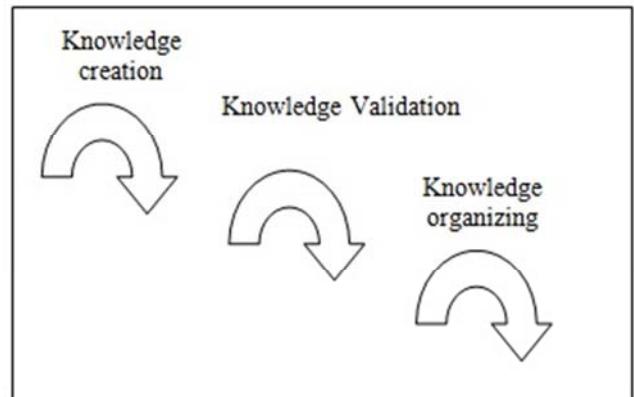 Knowledge
creation
Knowledge Validation
Knowledge
organizing